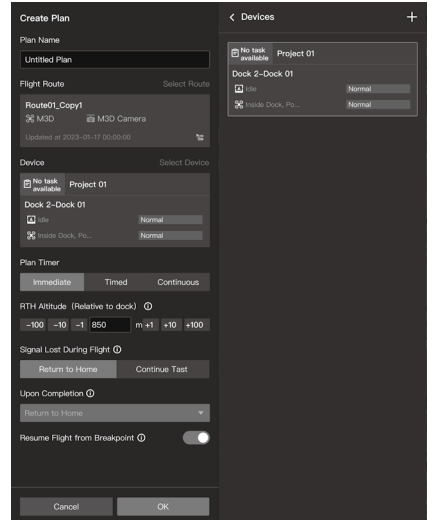 Create Plan
Plan Name
Untitled Plan
Flight Route Select Route
Route01_Copy1
M3D M3D Camera
Updated at 2023-01-17 00:00:00
Device Select Device
No task available Project 01
Dock 2-Dock 01
Idle Normal
Inside Dock, Po... Normal
Plan Timer
Immediate Timed Continuous
RTH Altitude (Relative to dock)
-100 -10 -1 850 m +1 +10 +100
Signal Lost During Flight
Return to Home Continue Tast
Upon Completion
Return to Home
Resume Flight from Breakpoint
Cancel OK
Devices
No task available Project 01
Dock 2-Dock 01
Idle Normal
Inside Dock, Po... Normal